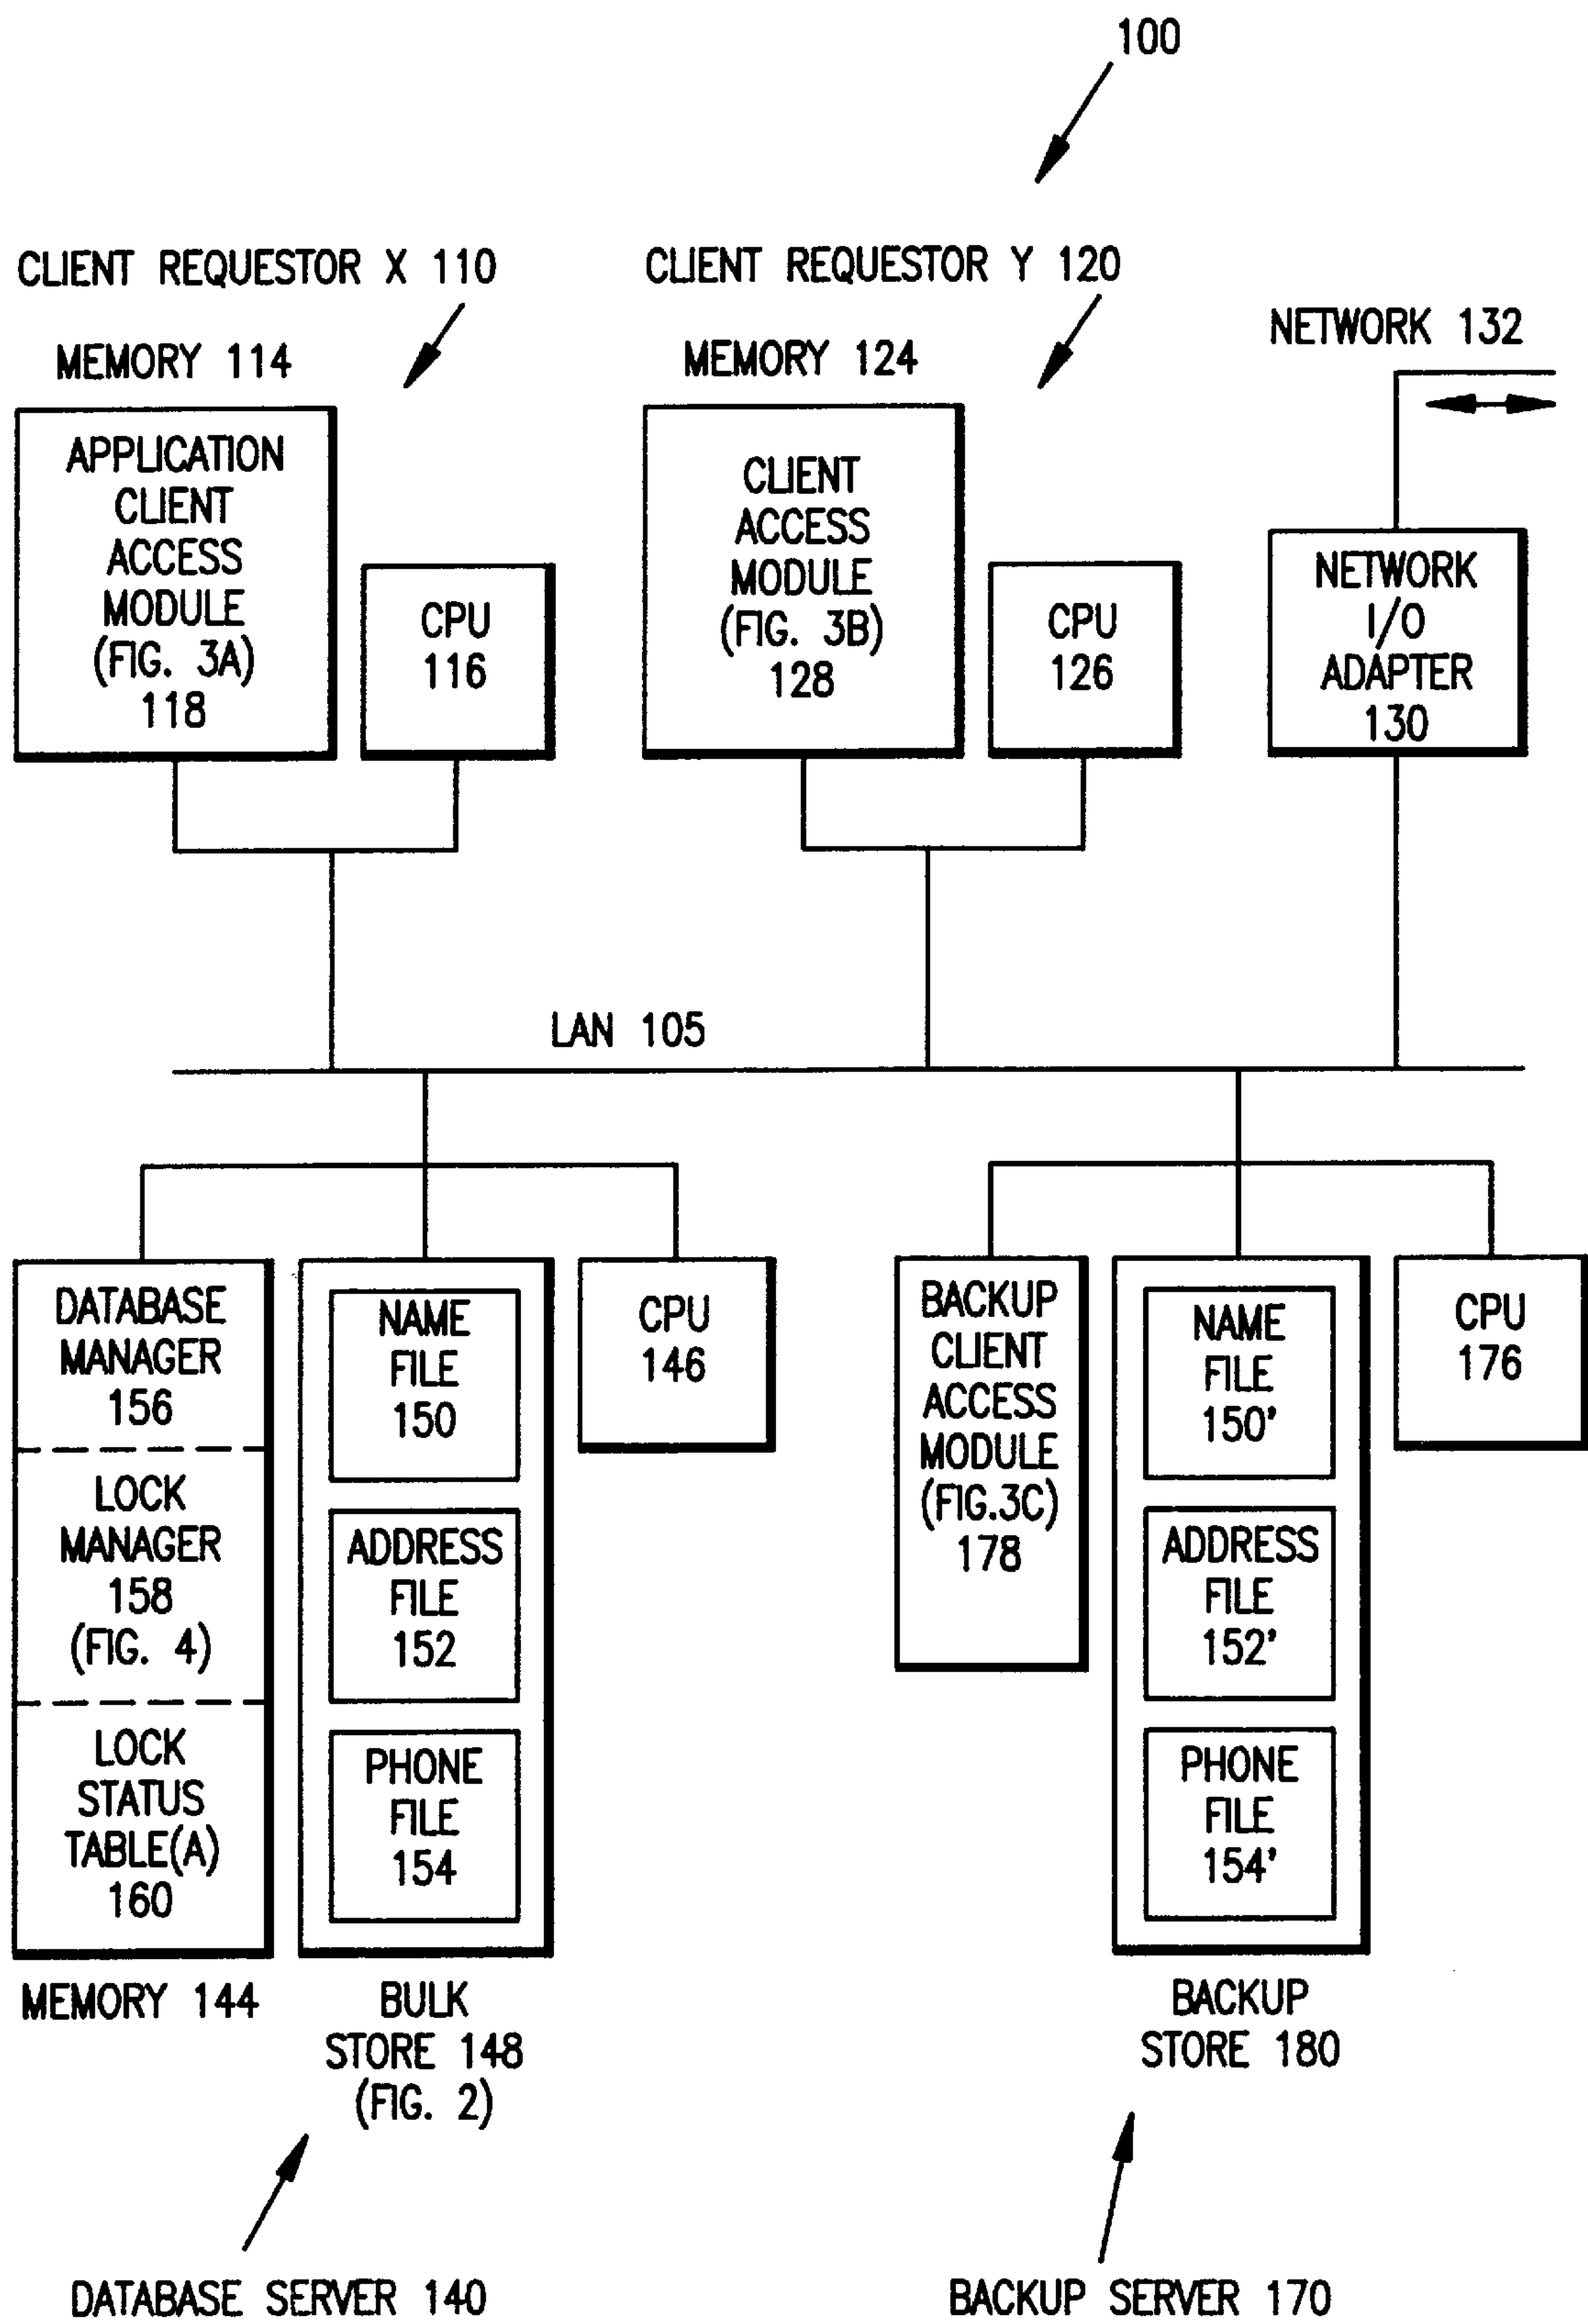 100
CLIENT REQUESTOR X 110
CLIENT REQUESTOR Y 120
NETWORK 132
MEMORY 114
MEMORY 124
APPLICATION
CLIENT
ACCESS
MODULE
(FIG. 3A)
118
CPU
116
CLIENT
ACCESS
MODULE
(FIG. 3B)
128
CPU
126
NETWORK
I/O
ADAPTER
130
LAN 105
DATABASE
MANAGER
156
LOCK
MANAGER
158
(FIG. 4)
LOCK
STATUS
TABLE(A)
160
MEMORY 144
NAME
FILE
150
ADDRESS
FILE
152
PHONE
FILE
154
BULK
STORE 148
(FIG. 2)
CPU
146
DATABASE SERVER 140
BACKUP
CLIENT
ACCESS
MODULE
(FIG.3C)
178
NAME
FILE
150'
ADDRESS
FILE
152'
PHONE
FILE
154'
BACKUP
STORE 180
CPU
176
BACKUP SERVER 170